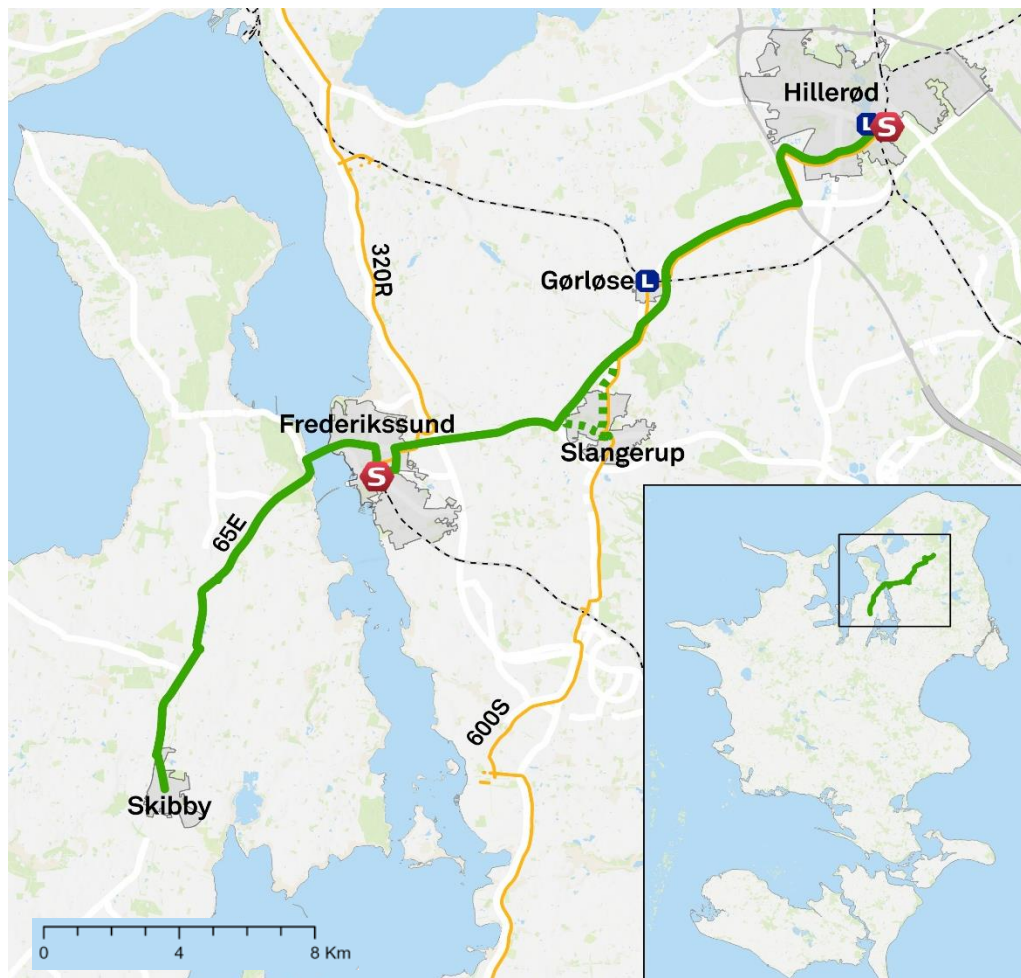 Hillerød
L
S
320R
Gørløse
L
Frederikssund
S
Slangerup
65E
600S
Skibby
0
4
8 Km